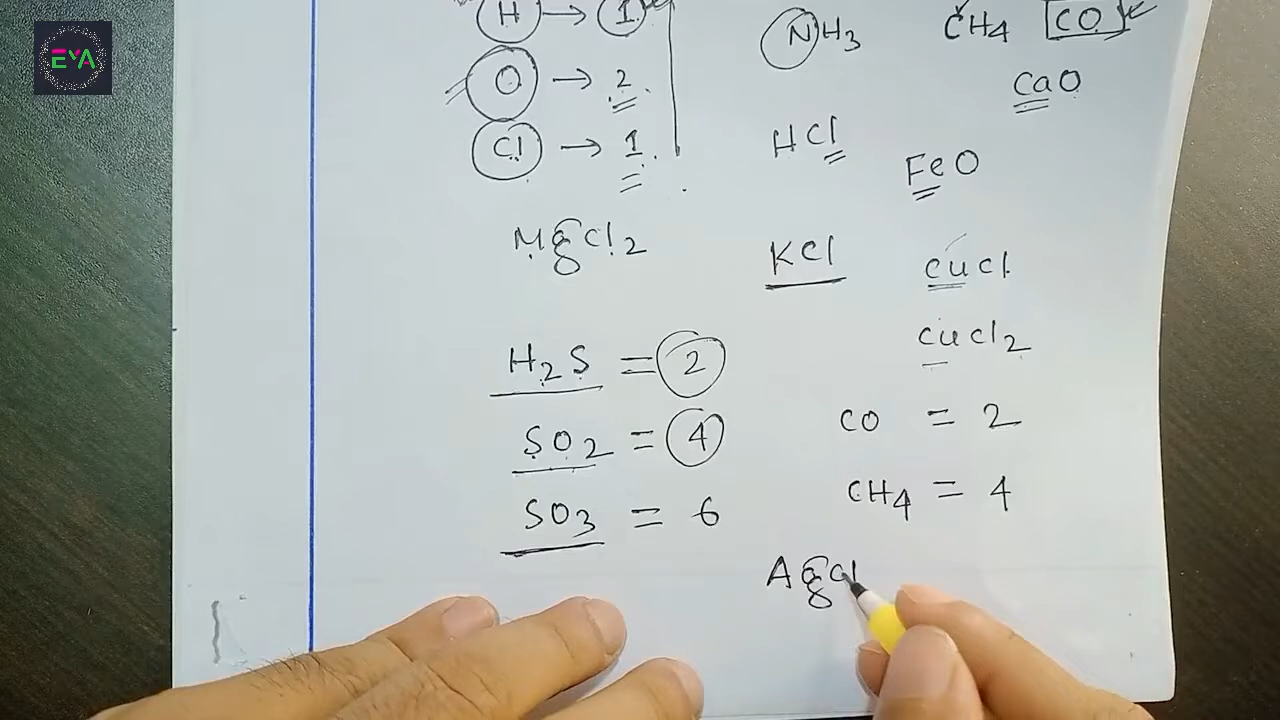 EYA
H → 1
O → 2
Cl → 1
MgCl2
H2S = 2
SO2 = 4
SO3 = 6
NH3
CH4 CO
CaO
HCl
FeO
KCl
CuCl
CuCl2
CO = 2
CH4 = 4
AgCl